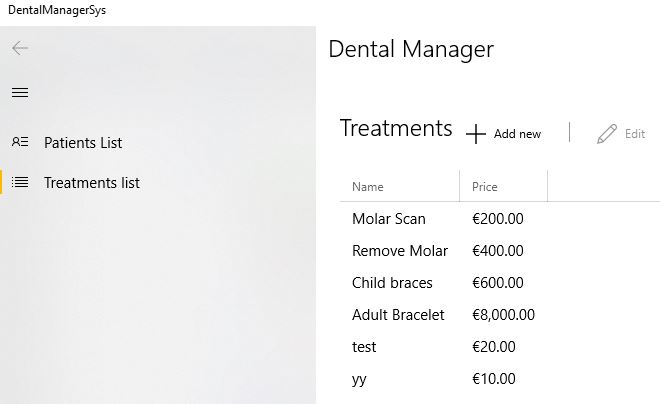 DentalManagerSys
Dental Manager
Patients List
Treatments list
Treatments
Add new
Edit
Name Price
Molar Scan €200.00
Remove Molar €400.00
Child braces €600.00
Adult Bracelet €8,000.00
test €20.00
yy €10.00